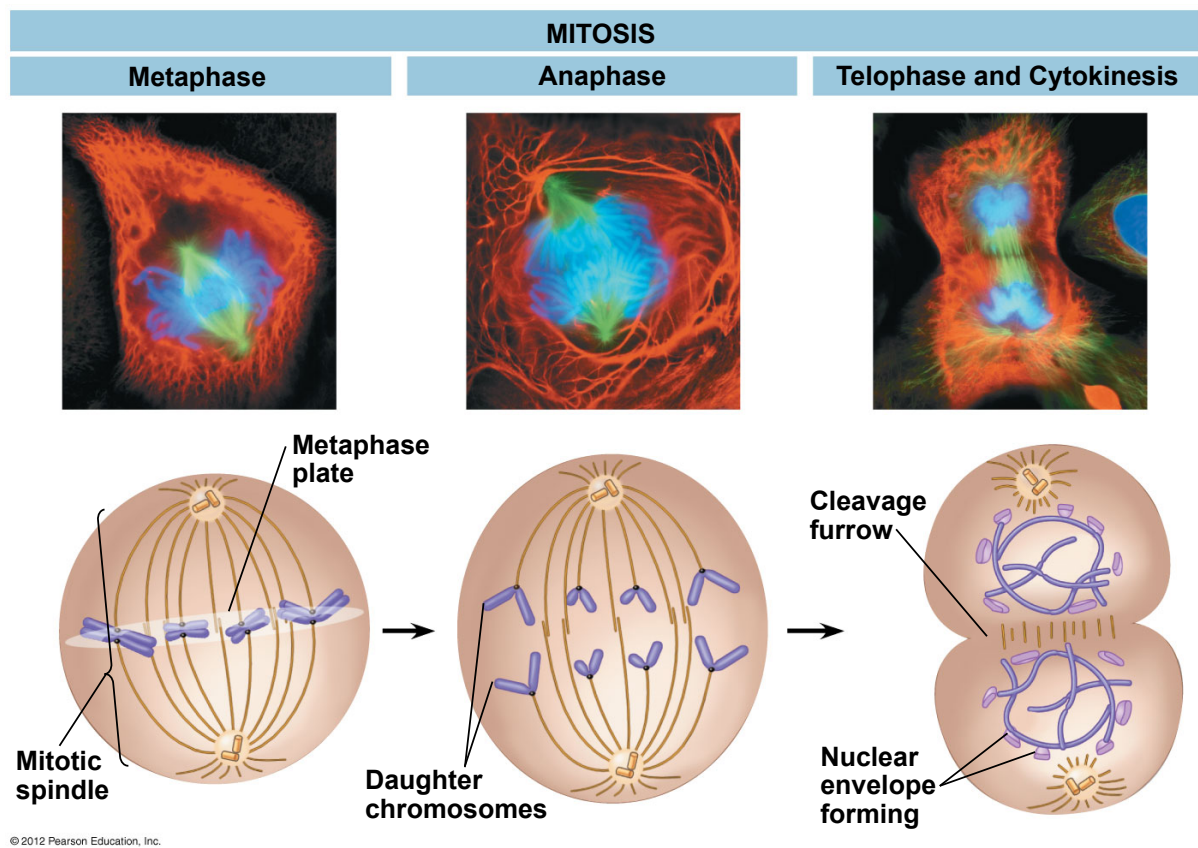 MITOSIS
Metaphase
Anaphase
Telophase and Cytokinesis
Metaphase
plate
Cleavage
furrow
Mitotic
spindle
Daughter
chromosomes
Nuclear
envelope
forming
© 2012 Pearson Education, Inc.